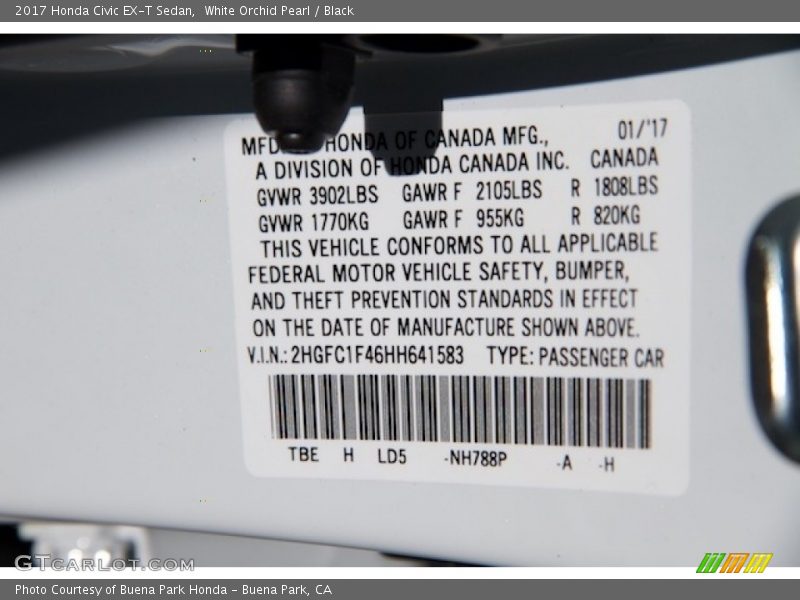 2017 Honda Civic EX-T Sedan, White Orchid Pearl / Black
MFD HONDA OF CANADA MFG., 01/'17
A DIVISION OF HONDA CANADA INC. CANADA
GVWR 3902LBS GAWR F 2105LBS R 1808LBS
GVWR 1770KG GAWR F 955KG R 820KG
THIS VEHICLE CONFORMS TO ALL APPLICABLE
FEDERAL MOTOR VEHICLE SAFETY, BUMPER,
AND THEFT PREVENTION STANDARDS IN EFFECT
ON THE DATE OF MANUFACTURE SHOWN ABOVE.
V.I.N.: 2HGFC1F46HH641583 TYPE: PASSENGER CAR
TBE H LD5 -NH788P -A -H
GTcarlot.com
Photo Courtesy of Buena Park Honda - Buena Park, CA